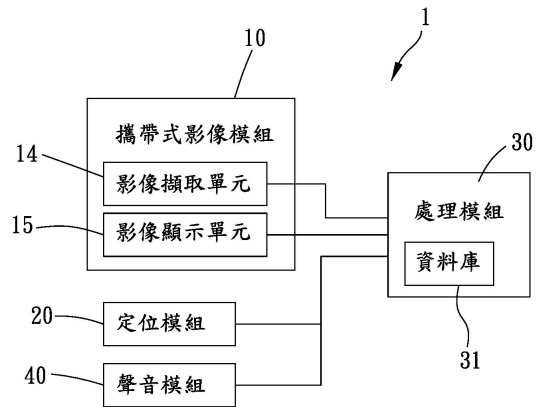 1
10
攜帶式影像模組
14
影像擷取單元
15
影像顯示單元
30
處理模組
資料庫
31
20
定位模組
40
聲音模組